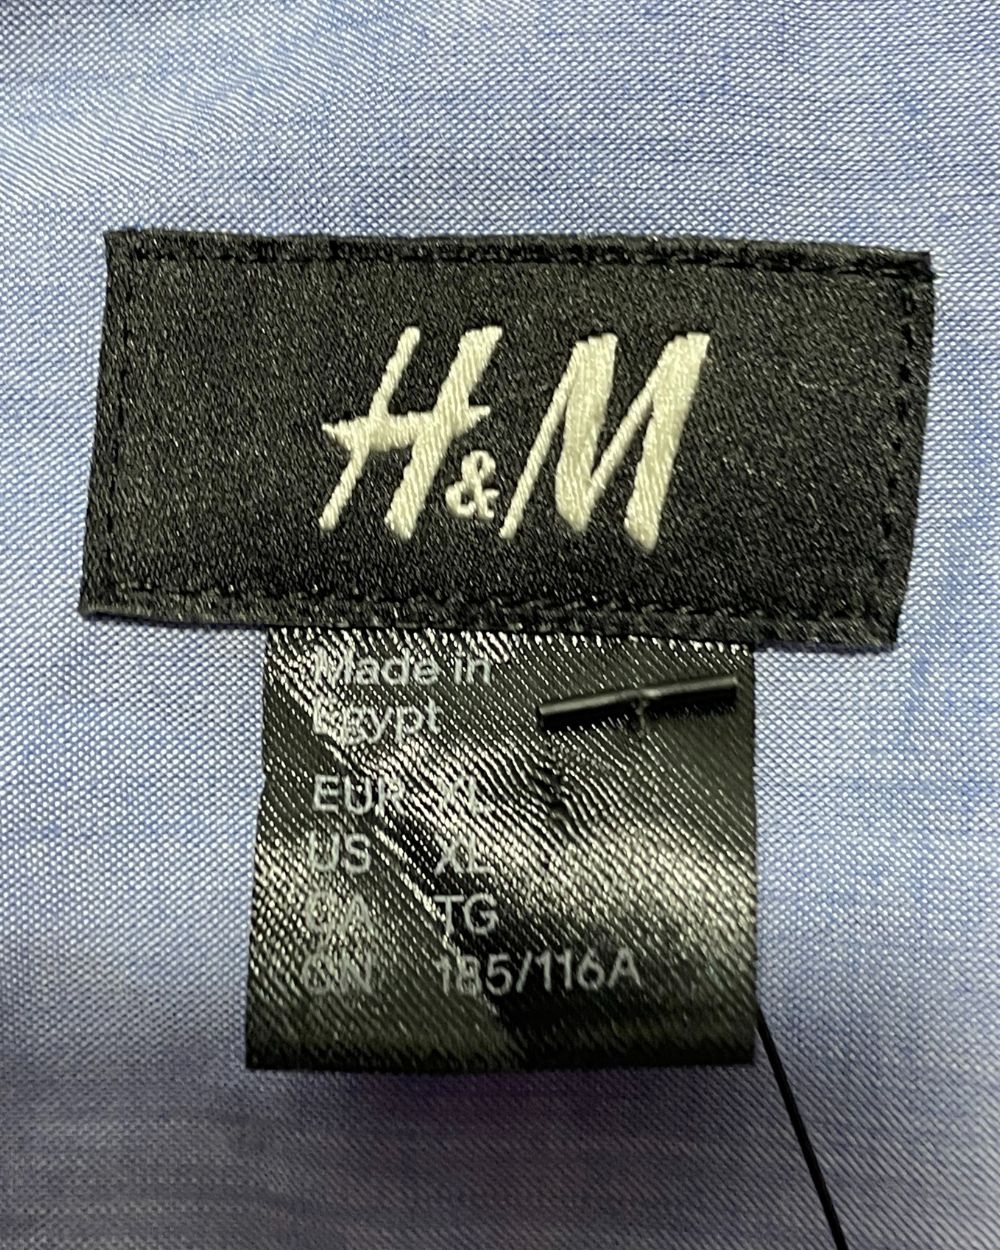 H&M
Made in
Egypt
EUR XL
US XL
CA TG
CN 185/116A